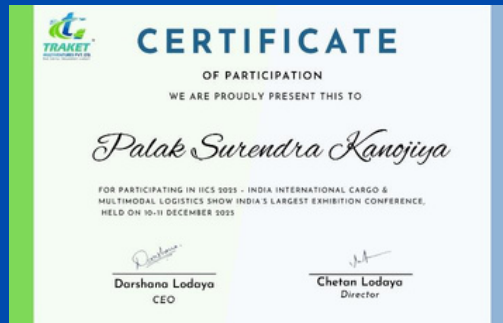 TRAKET
CERTIFICATE
OF PARTICIPATION
WE ARE PROUDLY PRESENT THIS TO
Palak Surendra Kanojiya
FOR PARTICIPATING IN IICS 2025 - INDIA INTERNATIONAL CARGO &
MULTIMODAL LOGISTICS SHOW INDIA'S LARGEST EXHIBITION CONFERENCE,
HELD ON 10-11 DECEMBER 2025
Darshana Lodaya
Chetan Lodaya
CEO
Director